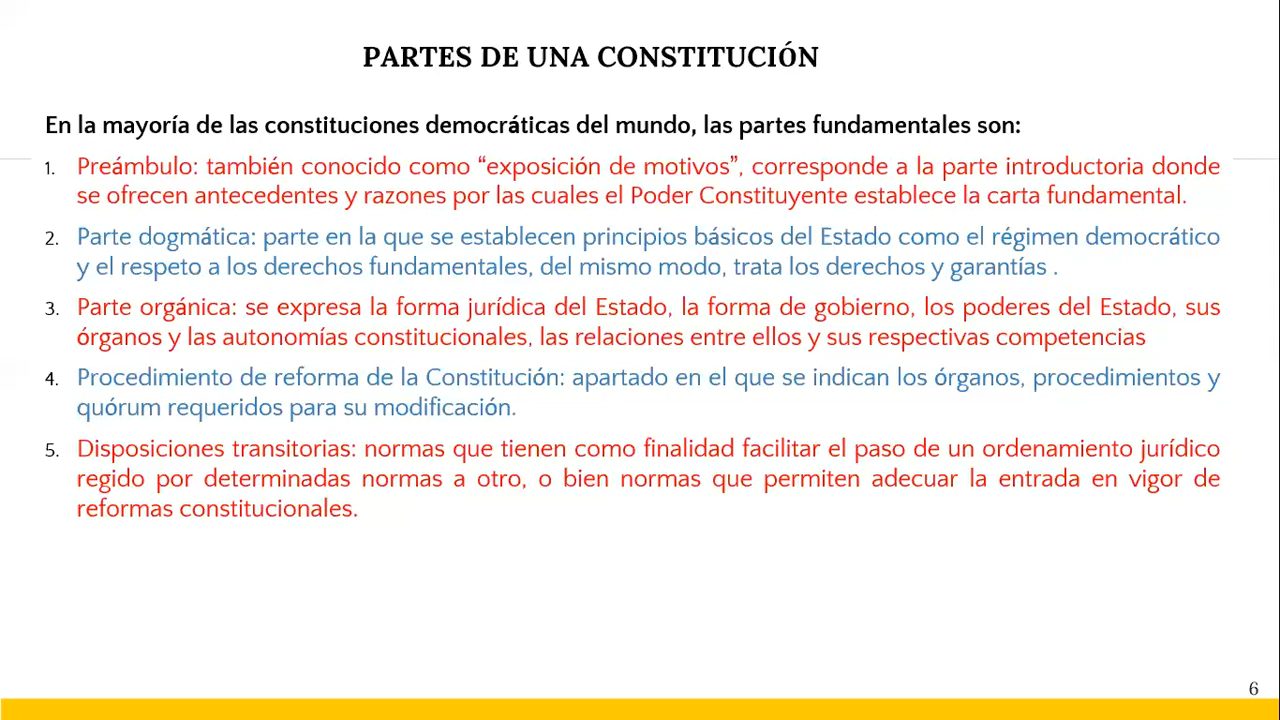 PARTES DE UNA CONSTITUCIÓN
En la mayoría de las constituciones democráticas del mundo, las partes fundamentales son:
1. Preámbulo: también conocido como “exposición de motivos”, corresponde a la parte introductoria donde
se ofrecen antecedentes y razones por las cuales el Poder Constituyente establece la carta fundamental.
2. Parte dogmática: parte en la que se establecen principios básicos del Estado como el régimen democrático
y el respeto a los derechos fundamentales, del mismo modo, trata los derechos y garantías .
3. Parte orgánica: se expresa la forma jurídica del Estado, la forma de gobierno, los poderes del Estado, sus
órganos y las autonomías constitucionales, las relaciones entre ellos y sus respectivas competencias
4. Procedimiento de reforma de la Constitución: apartado en el que se indican los órganos, procedimientos y
quórum requeridos para su modificación.
5. Disposiciones transitorias: normas que tienen como finalidad facilitar el paso de un ordenamiento jurídico
regido por determinadas normas a otro, o bien normas que permiten adecuar la entrada en vigor de
reformas constitucionales.
6